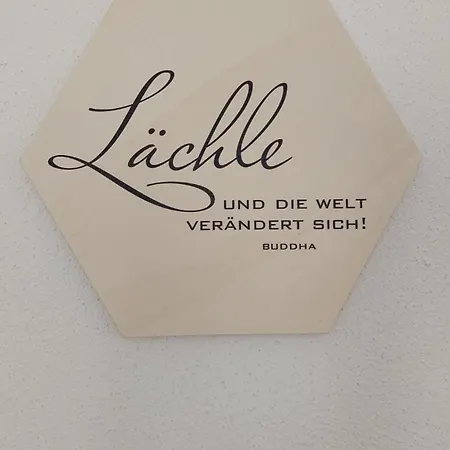 Lächle
UND DIE WELT
VERÄNDERT SICH!
BUDDHA